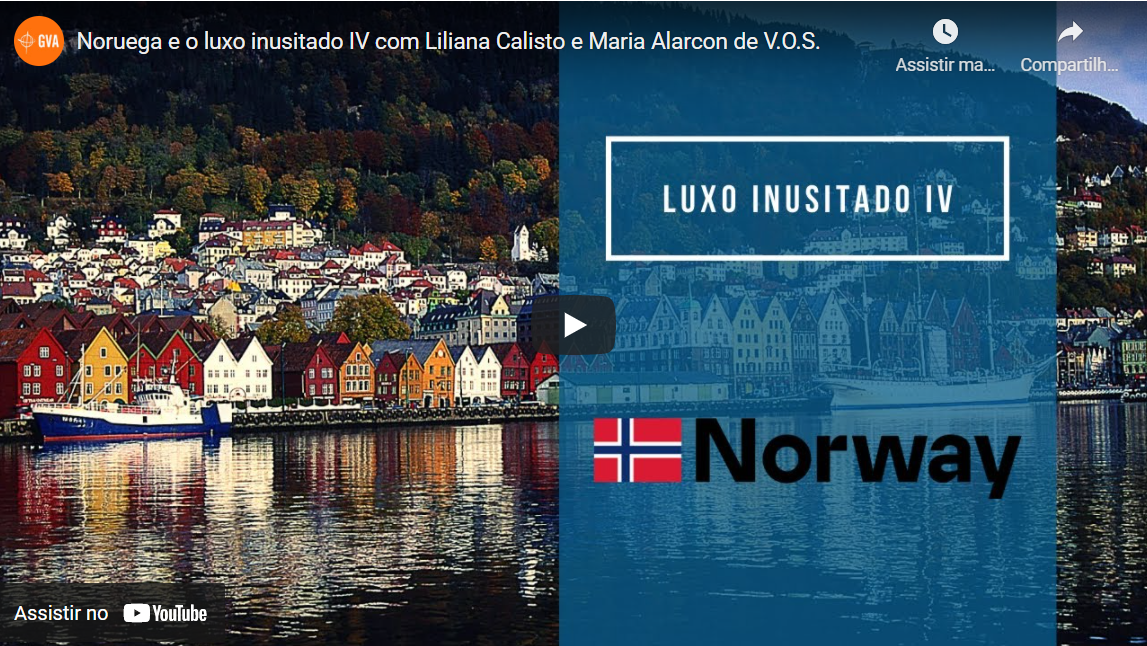 GVA
Noruega e o luxo inusitado IV com Liliana Calisto e Maria Alarcon de V.O.S.
Assistir ma...
Compartilh...
LUXO INUSITADO IV
Norway
Assistir no YouTube